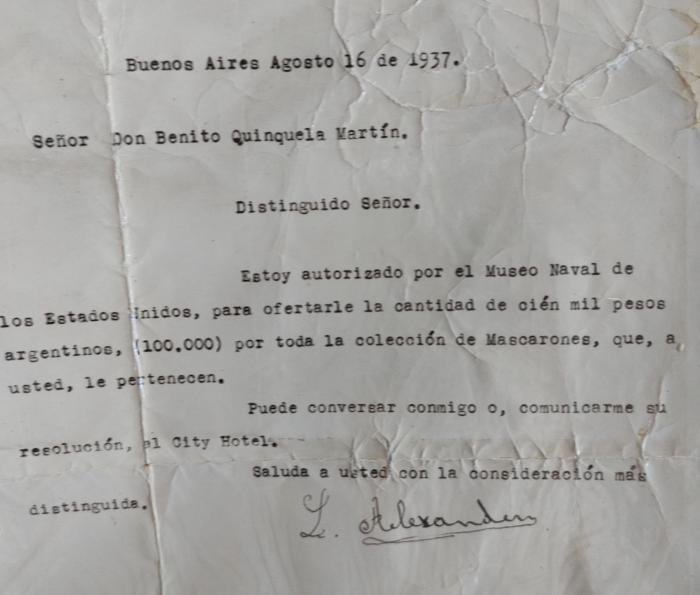 Buenos Aires Agosto 16 de 1937.
Señor Don Benito Quinquela Martín.
Distinguido Señor.
Estoy autorizado por el Museo Naval de
los Estados Unidos, para ofertarle la cantidad de cién mil pesos
argentinos, (100.000) por toda la colección de Mascarones, que, a
usted, le pertenecen.
Puede conversar conmigo o, comunicarme su
resolución, al City Hotel.
Saluda a usted con la consideración más
distinguida.
L. Alexander